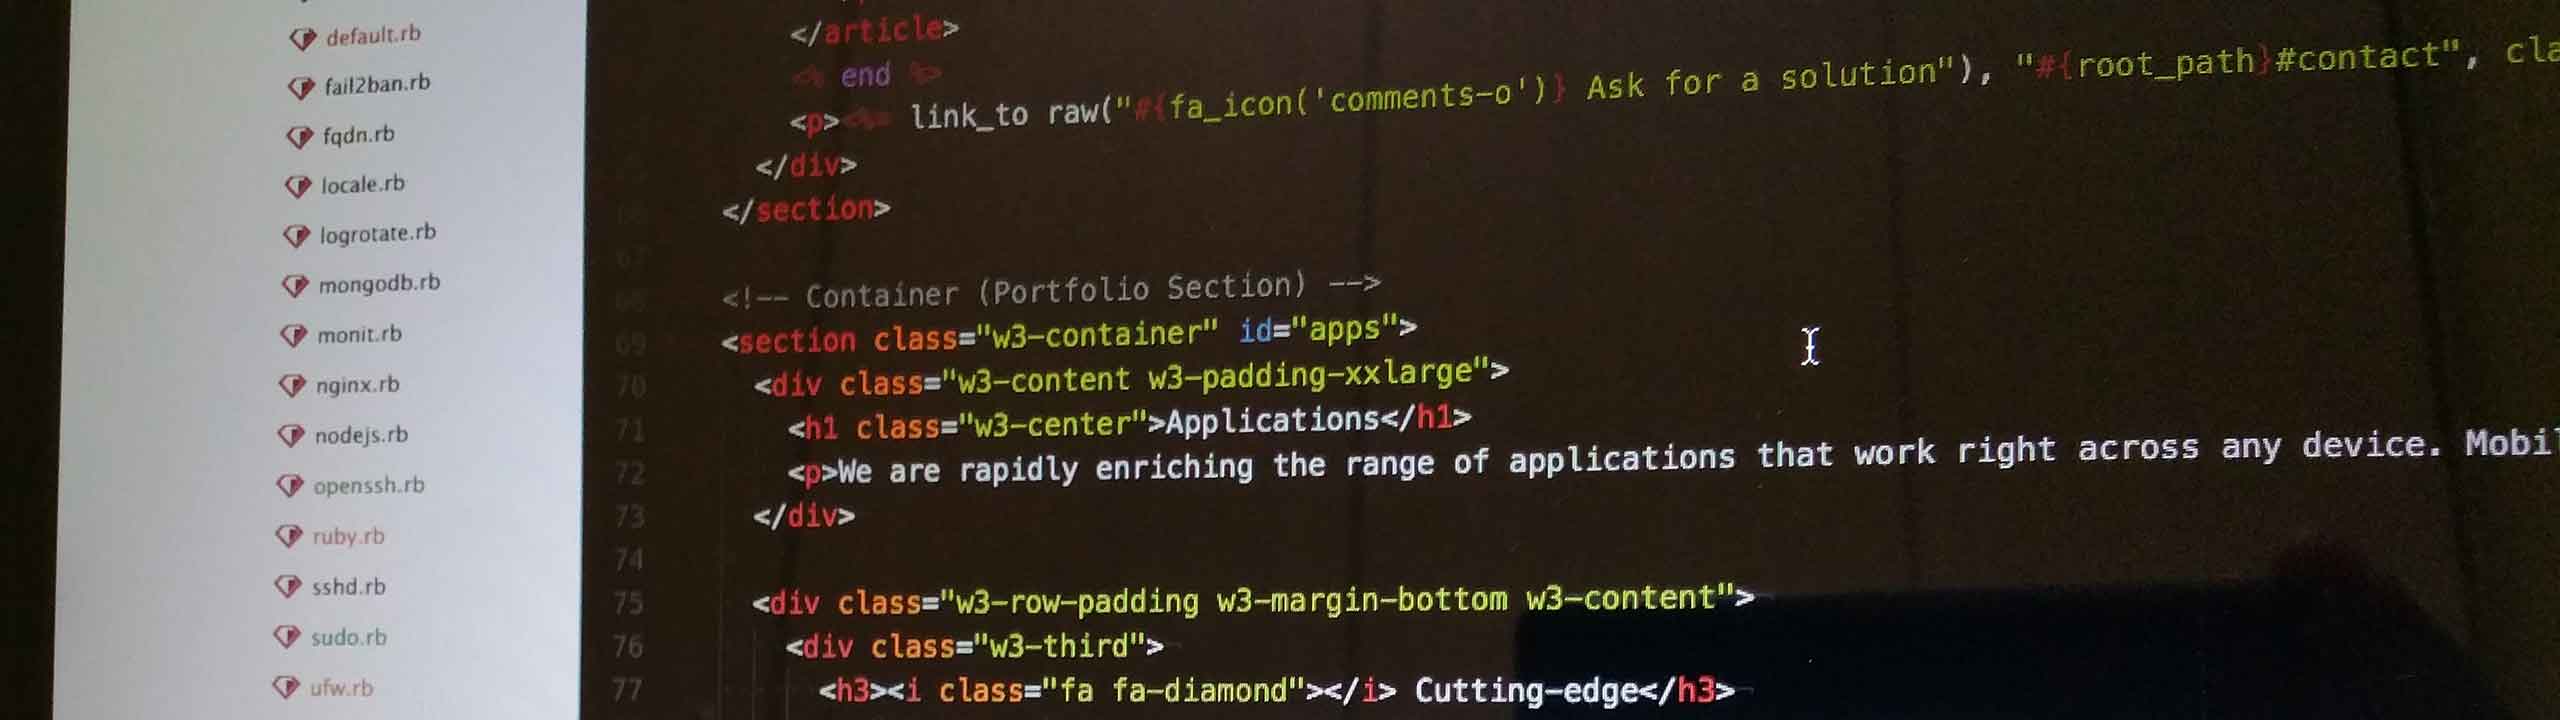 default.rb
fail2ban.rb
fqdn.rb
locale.rb
logrotate.rb
mongodb.rb
monit.rb
nginx.rb
nodejs.rb
openssh.rb
ruby.rb
sshd.rb
sudo.rb
ufw.rb
</article>
<% end %>
<p><%= link_to raw("#{fa_icon('comments-o')} Ask for a solution"), "#{root_path}#contact", cla
</div>
</section>
67
68 <!-- Container (Portfolio Section) -->
69 <section class="w3-container" id="apps">
70 <div class="w3-content w3-padding-xxlarge">
71 <h1 class="w3-center">Applications</h1>
72 <p>We are rapidly enriching the range of applications that work right across any device. Mobil
73 </div>
74
75 <div class="w3-row-padding w3-margin-bottom w3-content">
76 <div class="w3-third">
77 <h3><i class="fa fa-diamond"></i> Cutting-edge</h3>